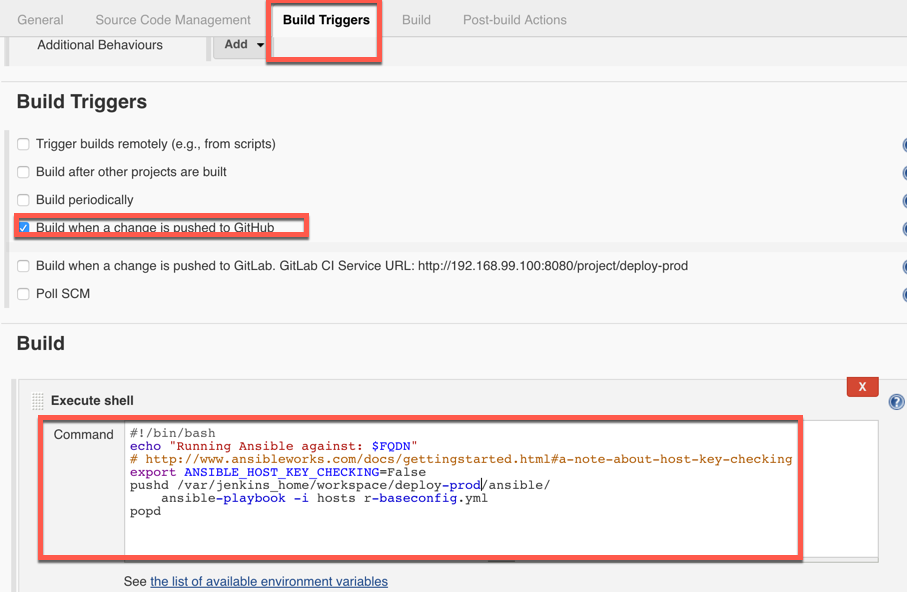 General Source Code Management Build Triggers Build Post-build Actions
Additional Behaviours Add
Build Triggers
Trigger builds remotely (e.g., from scripts)
Build after other projects are built
Build periodically
Build when a change is pushed to GitHub
Build when a change is pushed to GitLab. GitLab CI Service URL: http://192.168.99.100:8080/project/deploy-prod
Poll SCM
Build
X
Execute shell ?
Command
#!/bin/bash
echo "Running Ansible against: $FQDN"
# http://www.ansibleworks.com/docs/gettingstarted.html#a-note-about-host-key-checking
export ANSIBLE_HOST_KEY_CHECKING=False
pushd /var/jenkins_home/workspace/deploy-prod/ansible/
    ansible-playbook -i hosts r-baseconfig.yml
popd
See the list of available environment variables